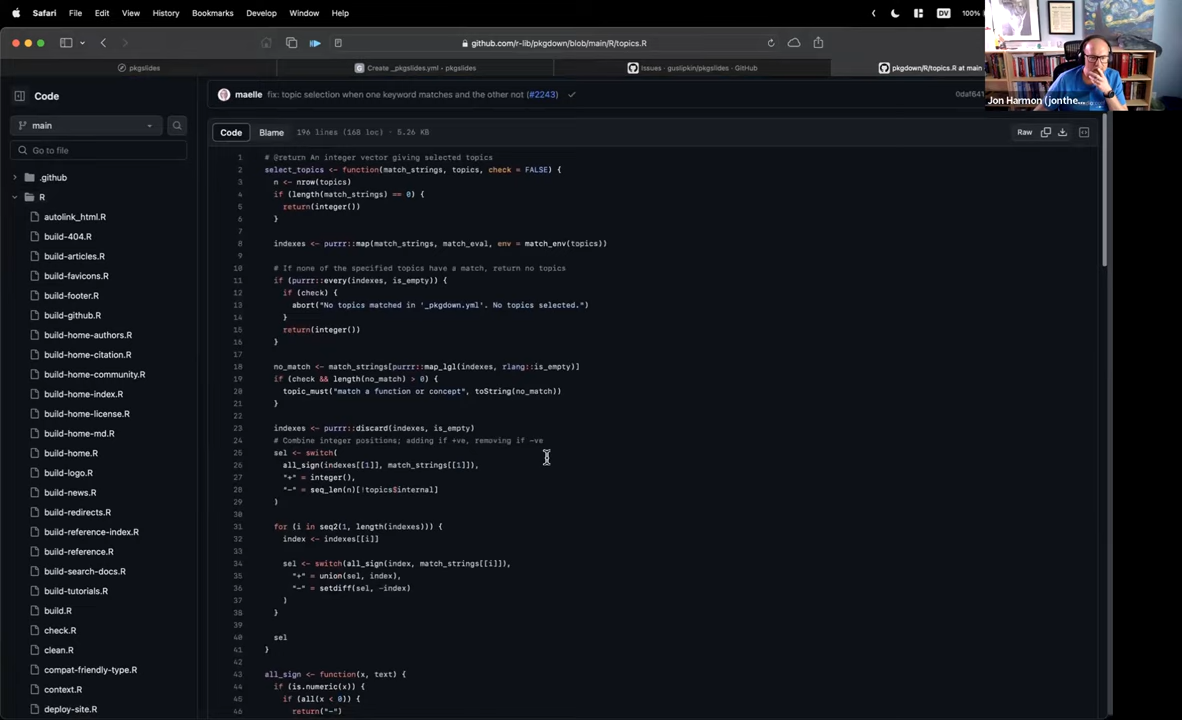 Safari File Edit View History Bookmarks Develop Window Help DV 100%
github.com/r-lib/pkgdown/blob/main/R/topics.R
pkgslides
Create _pkgslides.yml · pkgslides
Issues · guslipkin/pkgslides · GitHub
pkgdown/R/topics.R at main
Jon Harmon (jonthe...
Code
main
Go to file
.github
R
autolink_html.R
build-404.R
build-articles.R
build-favicons.R
build-footer.R
build-github.R
build-home-authors.R
build-home-citation.R
build-home-community.R
build-home-index.R
build-home-license.R
build-home-md.R
build-home.R
build-logo.R
build-news.R
build-redirects.R
build-reference-index.R
build-reference.R
build-search-docs.R
build-tutorials.R
build.R
check.R
clean.R
compat-friendly-type.R
context.R
deploy-site.R
maelle fix: topic selection when one keyword matches and the other not (#2243)
0daf641
Code Blame 196 lines (168 loc) · 5.26 KB
Raw
1 # @return An integer vector giving selected topics
2 select_topics <- function(match_strings, topics, check = FALSE) {
3 n <- nrow(topics)
4 if (length(match_strings) == 0) {
5 return(integer())
6 }
7
8 indexes <- purrr::map(match_strings, match_eval, env = match_env(topics))
9
10 # If none of the specified topics have a match, return no topics
11 if (purrr::every(indexes, is_empty)) {
12 if (check) {
13 abort("No topics matched in '_pkgdown.yml'. No topics selected.")
14 }
15 return(integer())
16 }
17
18 no_match <- match_strings[purrr::map_lgl(indexes, rlang::is_empty)]
19 if (check && length(no_match) > 0) {
20 topic_must("match a function or concept", toString(no_match))
21 }
22
23 indexes <- purrr::discard(indexes, is_empty)
24 # Combine integer positions; adding if +ve, removing if -ve
25 sel <- switch(
26 all_sign(indexes[[1]], match_strings[[1]]),
27 "+" = integer(),
28 "-" = seq_len(n)[!topics$internal]
29 )
30
31 for (i in seq2(1, length(indexes))) {
32 index <- indexes[[i]]
33
34 sel <- switch(all_sign(index, match_strings[[i]]),
35 "+" = union(sel, index),
36 "-" = setdiff(sel, -index)
37 )
38 }
39
40 sel
41 }
42
43 all_sign <- function(x, text) {
44 if (is.numeric(x)) {
45 if (all(x < 0)) {
46 return("-")